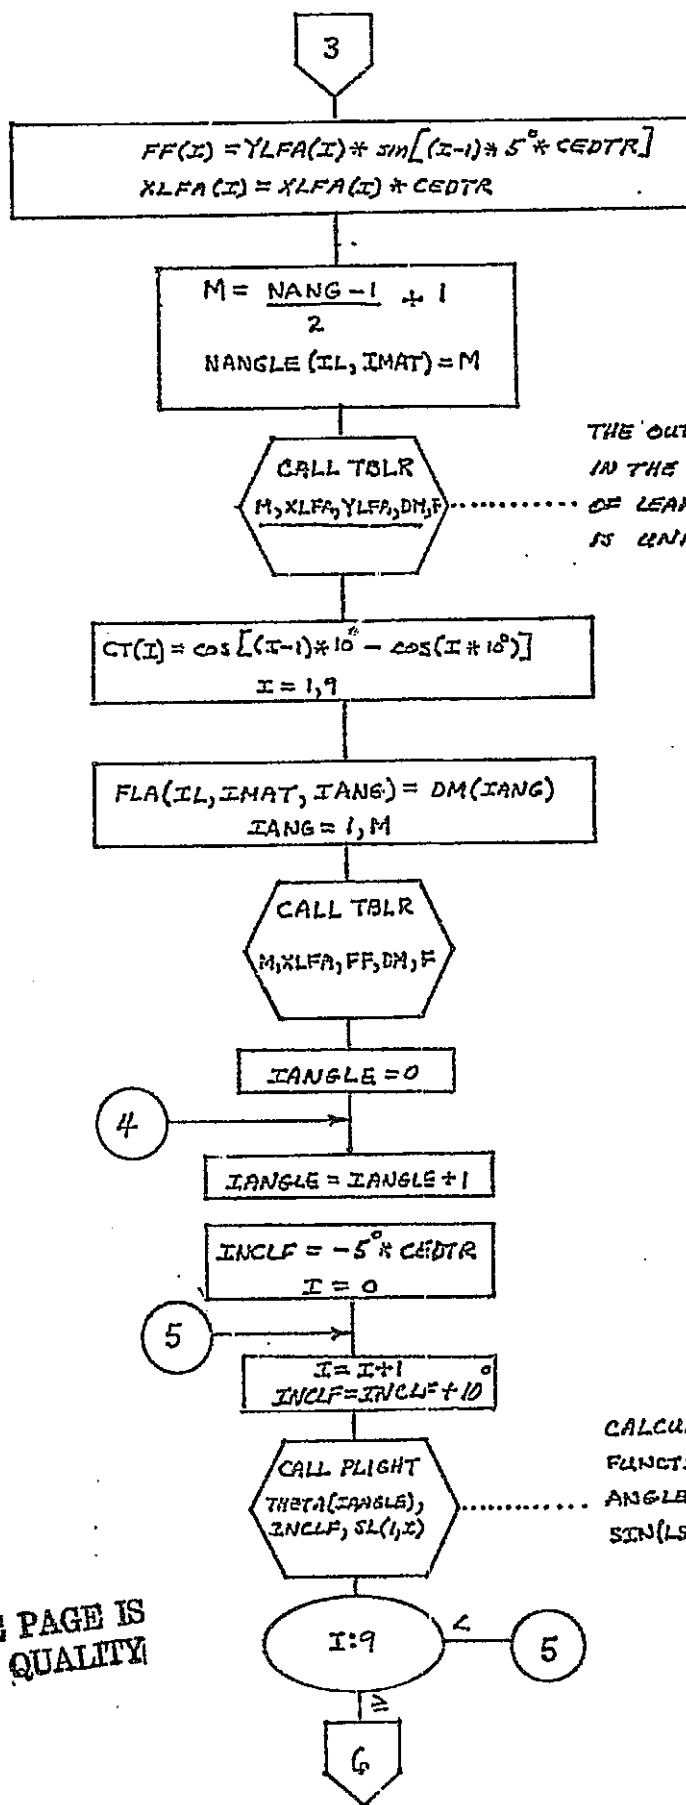 3
FF(I) = YLFA(I) * sin[(I-1) * 5° * CEDTR]
XLFA(I) = XLFA(I) * CEDTR
M = NANG - 1 + 1
2
NANGLE (IL, IMAT) = M
CALL TBLR
M, XLFA, YLFA, DM, F
THE OUT
IN THE
OF LEA
IS UNI
CT(I) = cos[(I-1)*10° - cos(I * 10°)]
I = 1,9
FLA(IL, IMAT, IANG) = DM(IANG)
IANG = 1, M
CALL TBLR
M, XLFA, FF, DM, F
IANGLE = 0
4
IANGLE = IANGLE + 1
INCLF = -5° * CEDTR
I = 0
5
I = I+1
INCLF = INCLF + 10°
CALL PLIGHT
THETA(IANGLE),
INCLF, SL(1,I)
CALCU
FUNCT
ANGLE
SIN(LS
I:9
<
5
≥
6
PAGE IS
QUALITY